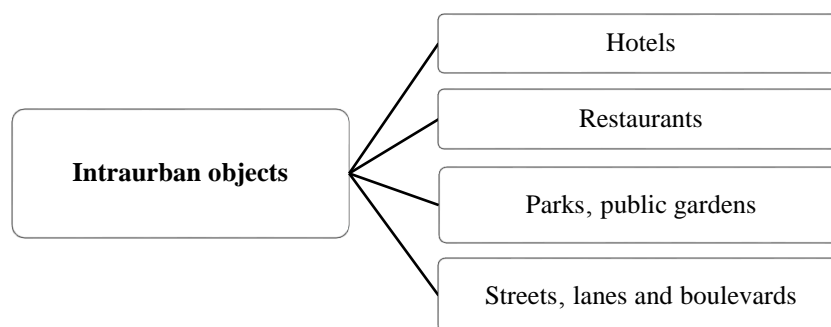 Intraurban objects
Hotels
Restaurants
Parks, public gardens
Streets, lanes and boulevards